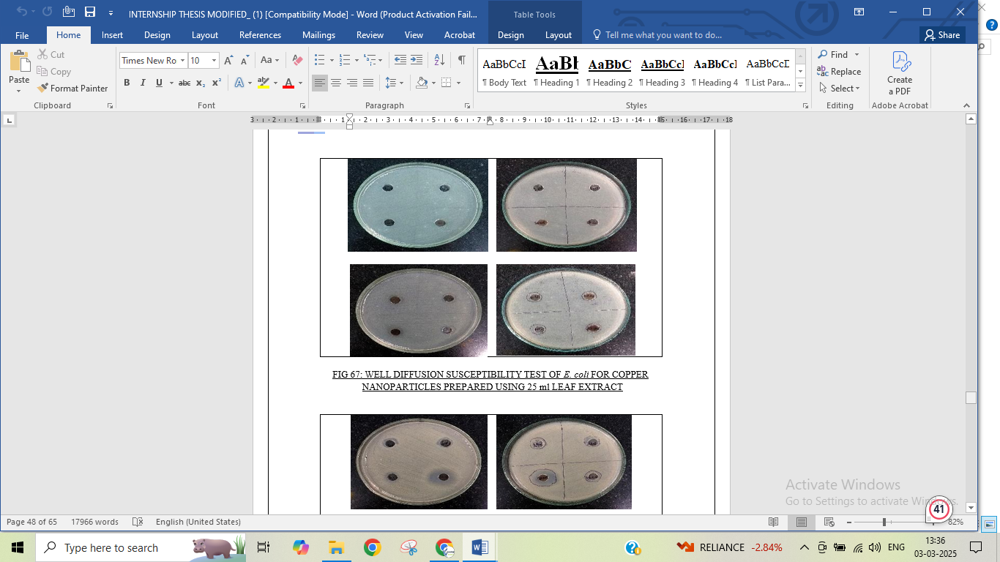 INTERNSHIP THESIS MODIFIED_ (1) [Compatibility Mode] - Word (Product Activation Fail...
Table Tools
File Home Insert Design Layout References Mailings Review View Acrobat Design Layout Tell me what you want to do... Share
Paste
Cut
Copy
Format Painter
Clipboard
Times New Ro 10
Font
Paragraph
AaBbCcI AaBb AaBbC AaBbCcI AaBbCcI AaBbCcD
¶ Body Text ¶ Heading 1 ¶ Heading 2 ¶ Heading 3 ¶ Heading 4 ¶ List Para...
Styles
Find
Replace
Select
Editing
Create
a PDF
Adobe Acrobat
3 2 1 1 2 3 4 5 6 7 8 9 10 11 12 13 14 15 16 17 18
FIG 67: WELL DIFFUSION SUSCEPTIBILITY TEST OF E. coli FOR COPPER
NANOPARTICLES PREPARED USING 25 ml LEAF EXTRACT
Activate Windows
Go to Settings to activate Windows.
41
Page 48 of 65 17966 words English (United States) 82%
Type here to search
RELIANCE -2.84%
ENG
13:36
03-03-2025